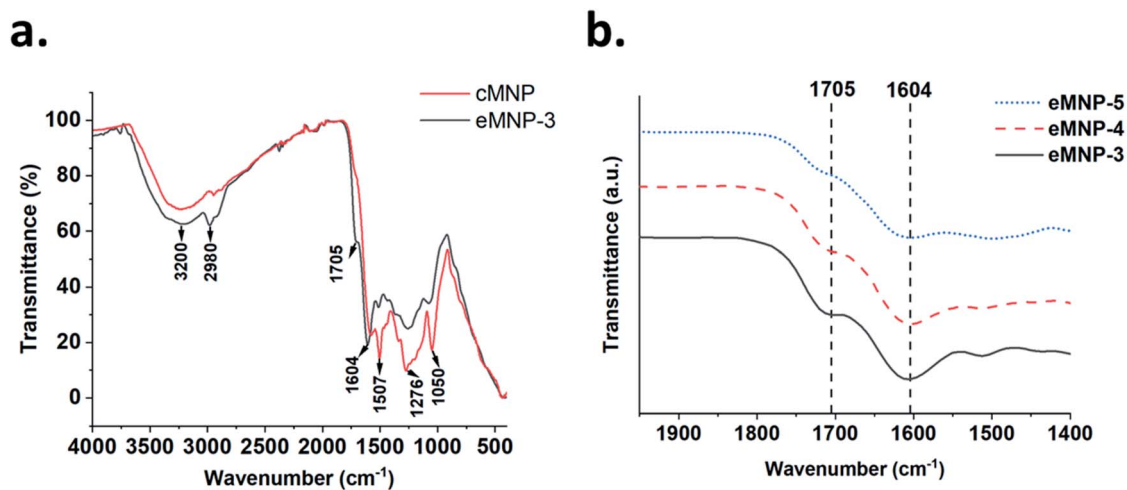 a.
cMNP
eMNP-3
Transmittance (%)
100
80
60
40
20
0
3200
2980
1705
1604
1507
1276
1050
4000 3500 3000 2500 2000 1500 1000 500
Wavenumber (cm⁻¹)
b.
1705 1604
eMNP-5
eMNP-4
eMNP-3
Transmittance (a.u.)
1900 1800 1700 1600 1500 1400
Wavenumber (cm⁻¹)